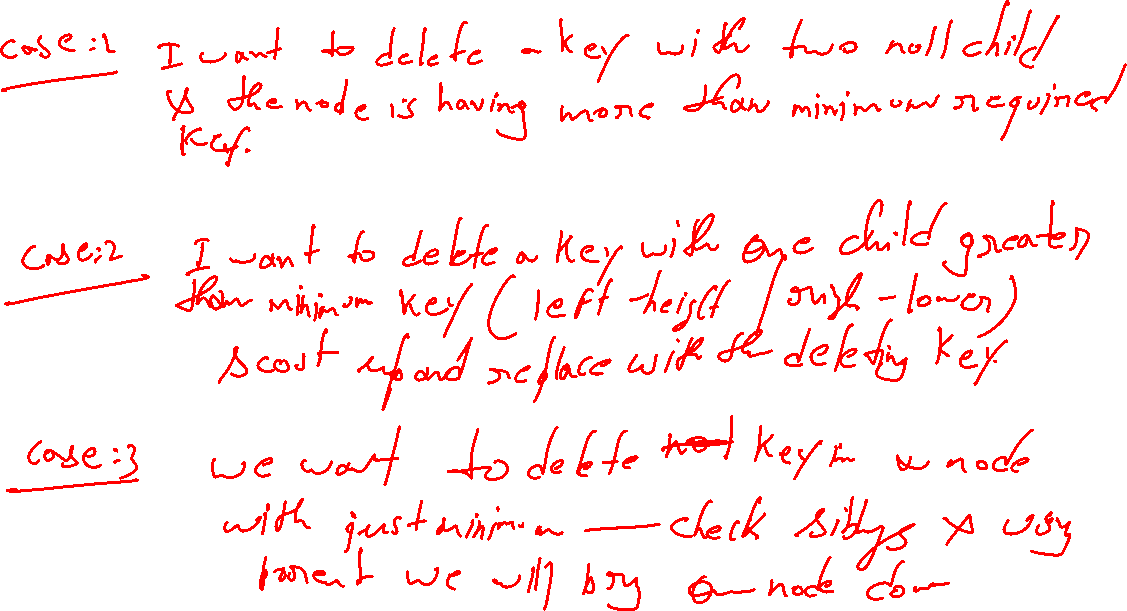 case:1 I want to delete a key with two null child
& the node is having more than minimum required
key.
case:2 I want to delete a key with one child greater
than minimum key (left-height / righ-lower)
scout up and replace with the deleting key
case:3 we want to delete key in a node
with just minimum — check siblings & using
parent we will bring node down